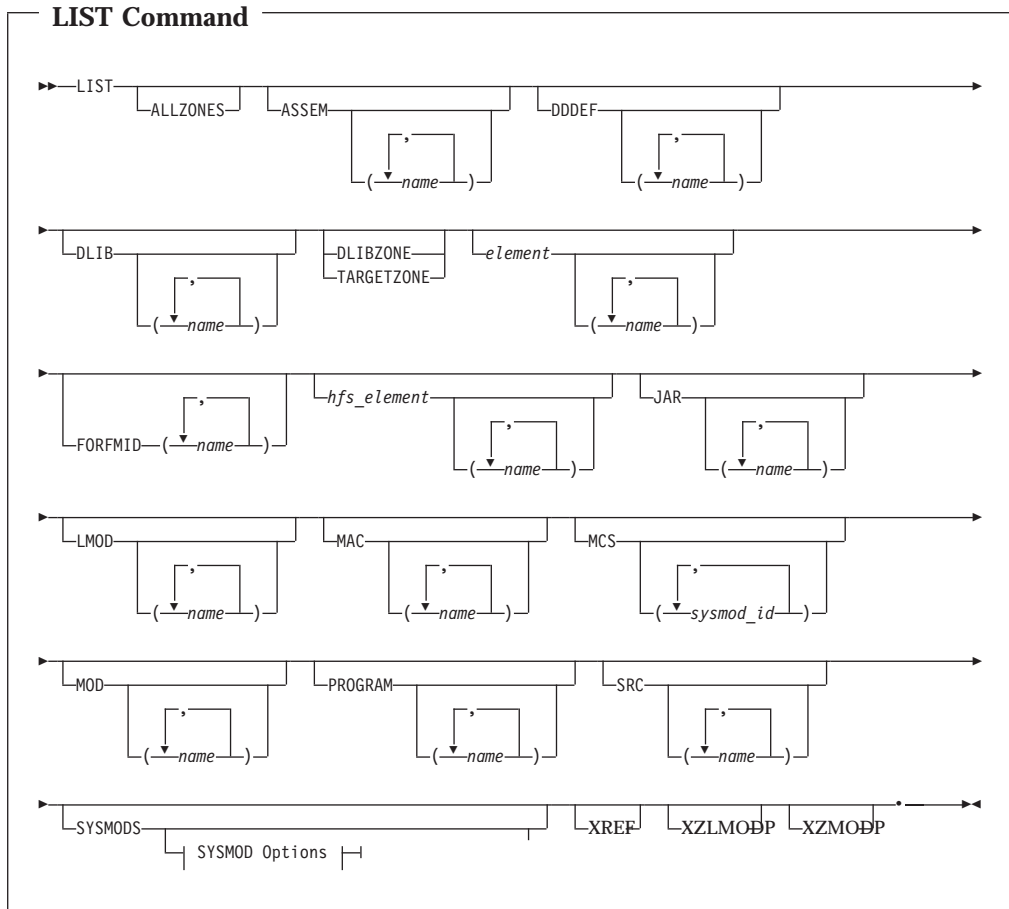 LIST Command
LIST
ALLZONES
ASSEM
,
( name )
DDDEF
,
( name )
DLIB
,
( name )
DLIBZONE
TARGETZONE
element
,
( name )
FORFMID
,
( name )
hfs_element
,
( name )
JAR
,
( name )
LMOD
,
( name )
MAC
,
( name )
MCS
,
( sysmod_id )
MOD
,
( name )
PROGRAM
,
( name )
SRC
,
( name )
SYSMODS
SYSMOD Options
XREF
XZLMODP
XZMODP
.